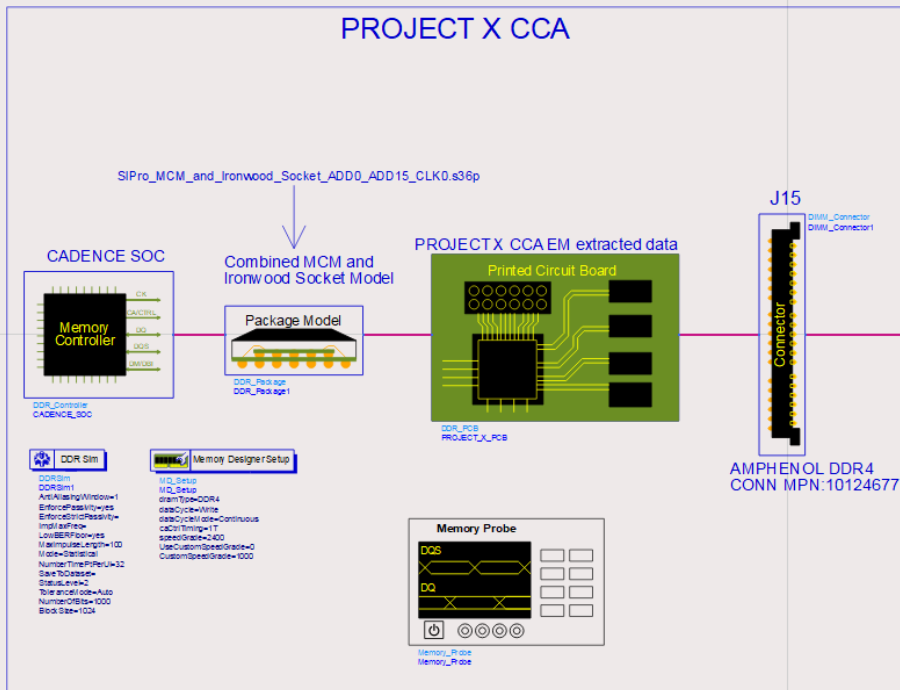 PROJECT X CCA
SIPro_MCM_and_Ironwood_Socket_ADD0_ADD15_CLK0.s36p
J15
DIMM_Connector
DIMM_Connector1
CADENCE SOC
Combined MCM and
Ironwood Socket Model
PROJECT X CCA EM extracted data
Printed Circuit Board
Memory
Controller
CK
CA/CTRL
DQ
DQS
DM/DBI
Package Model
Connector
DDR_Controller
CADENCE_SOC
DDR_Package
DDR_Package1
DDR_PCB
PROJECT_X_PCB
AMPHENOL DDR4
CONN MPN:10124677
DDR Sim
DDRSim
DDRSim1
AntiAliasingWindow=1
EnforcePassivity=yes
EnforceStrictPassivity=
ImpMaxFreq=
LowBERFloor=yes
MaxImpulseLength=100
Mode=Statistical
NumberTimePtPerUI=32
SaveToDataset=
StatusLevel=2
ToleranceMode=Auto
NumberOfBits=1000
BlockSize=1024
Memory Designer Setup
MD_Setup
MD_Setup
dramType=DDR4
dataCycle=Write
dataCycleMode=Continuous
caCtrlTiming=1T
speedGrade=2400
UseCustomSpeedGrade=0
CustomSpeedGrade=1000
Memory Probe
DQS
DQ
Memory_Probe
Memory_Probe